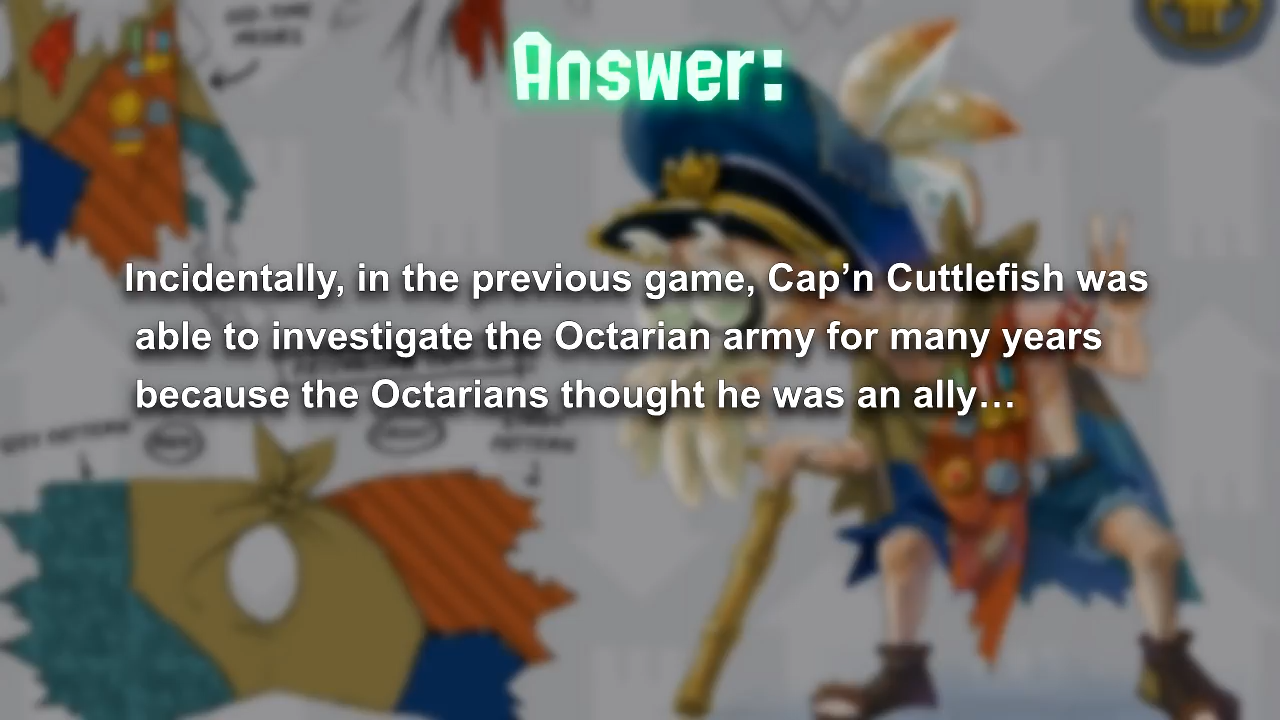 Answer:
Incidentally, in the previous game, Cap’n Cuttlefish was
able to investigate the Octarian army for many years
because the Octarians thought he was an ally…